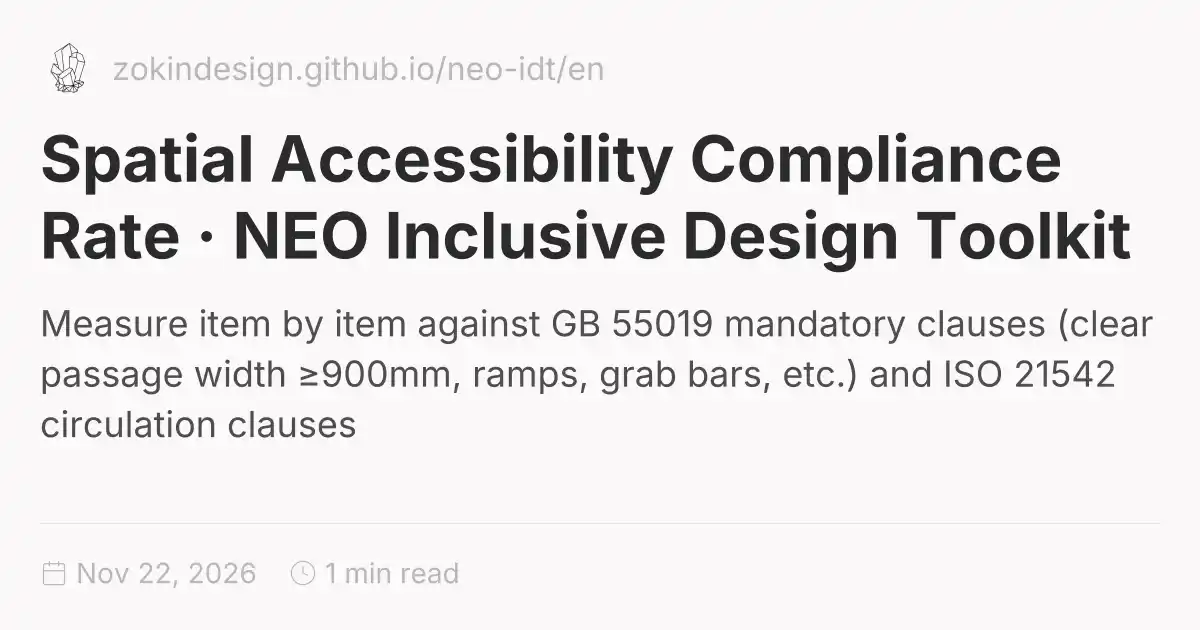 zokindesign.github.io/neo-idt/en
Spatial Accessibility Compliance
Rate · NEO Inclusive Design Toolkit
Measure item by item against GB 55019 mandatory clauses (clear
passage width ≥900mm, ramps, grab bars, etc.) and ISO 21542
circulation clauses
Nov 22, 2026 1 min read